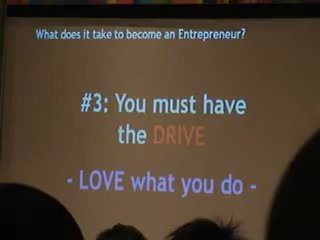 What does it take to become an Entrepreneur?
#3: You must have
the DRIVE
- LOVE what you do -